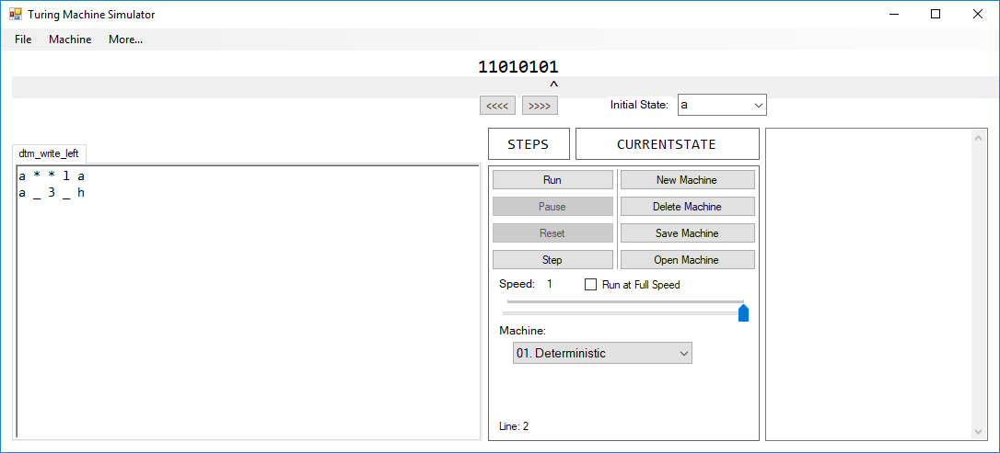 Turing Machine Simulator
File Machine More...
11010101
^
<<<< >>>> Initial State: a
dtm_write_left
a * * l a
a _ 3 _ h
STEPS CURRENTSTATE
Run New Machine
Pause Delete Machine
Reset Save Machine
Step Open Machine
Speed: 1 Run at Full Speed
Machine:
01. Deterministic
Line: 2